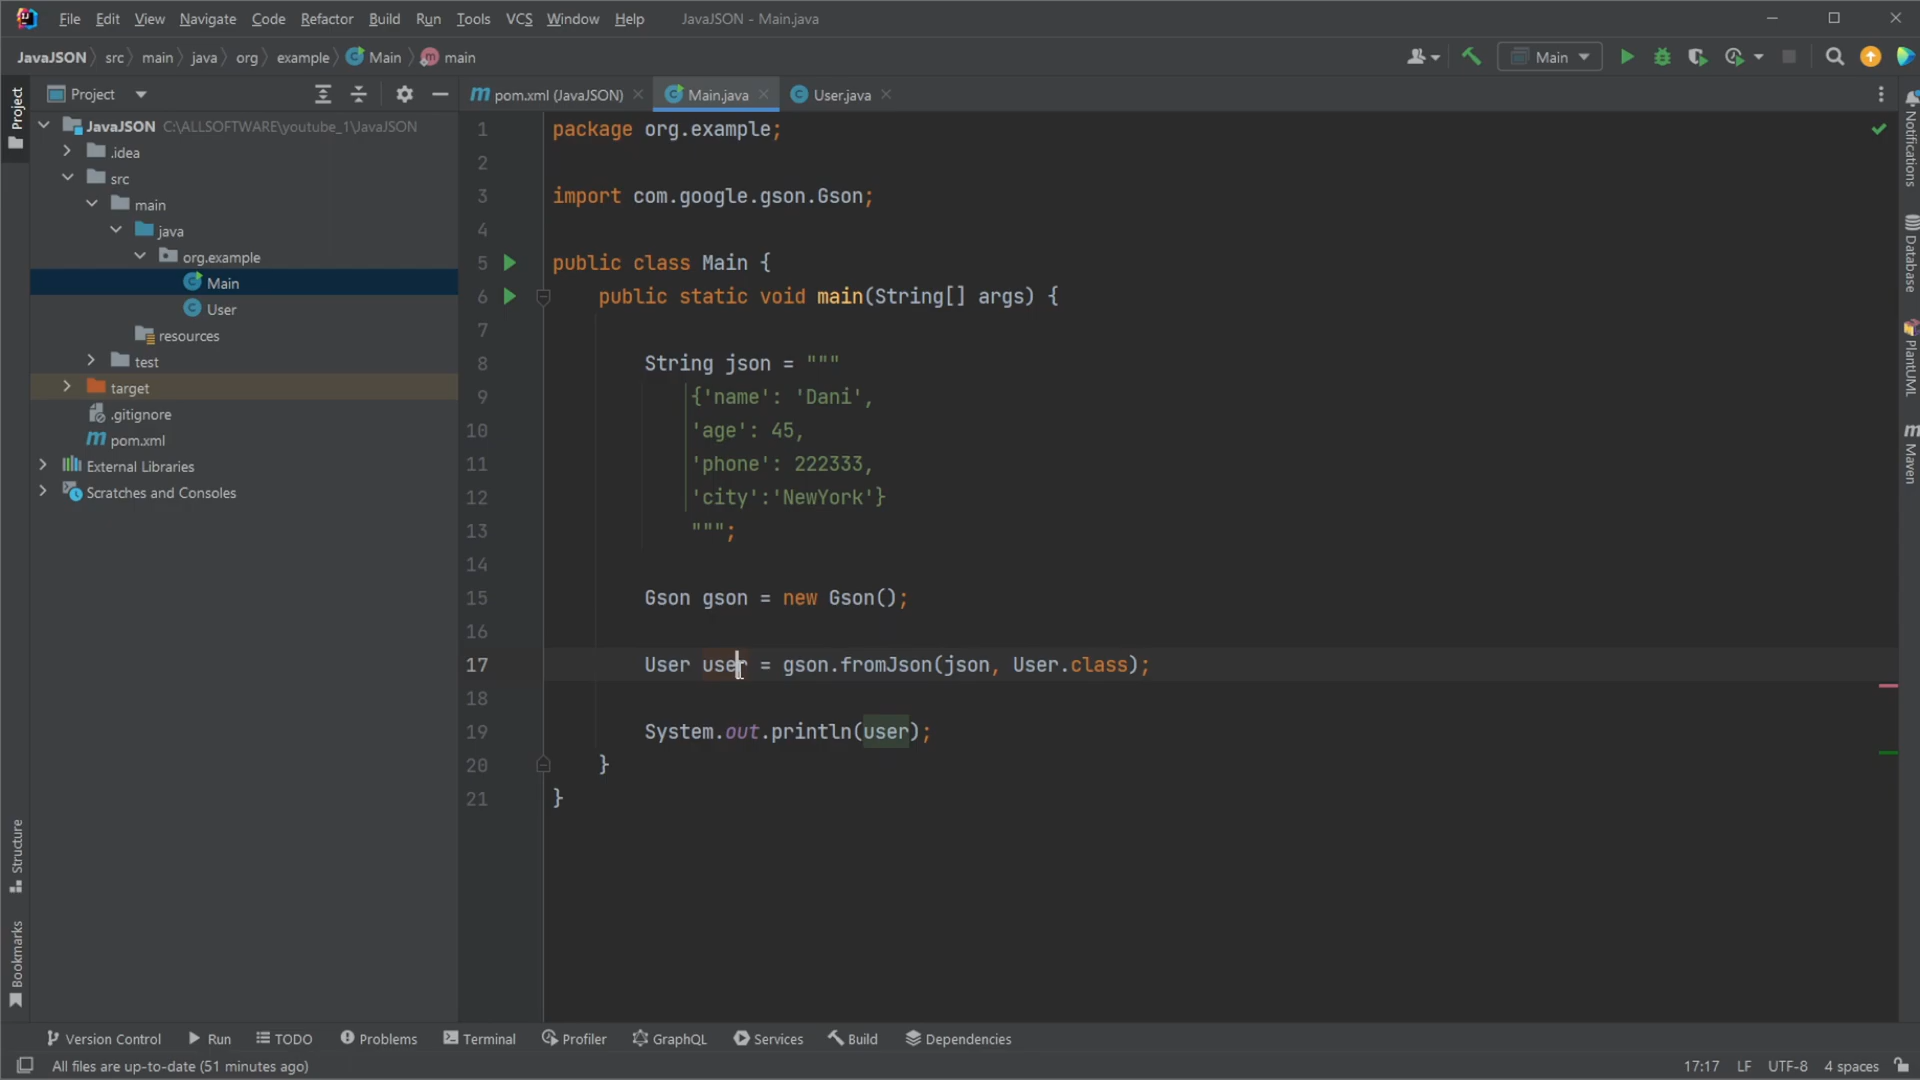 File Edit View Navigate Code Refactor Build Run Tools VCS Window Help JavaJSON - Main.java
JavaJSON src main java org example Main main Main
Project pom.xml (JavaJSON) Main.java User.java
Project
JavaJSON C:\ALLSOFTWARE\youtube_1\JavaJSON
.idea
src
main
java
org.example
Main
User
resources
test
target
.gitignore
pom.xml
External Libraries
Scratches and Consoles
Structure
Bookmarks
1 package org.example;
2
3 import com.google.gson.Gson;
4
5 public class Main {
6 public static void main(String[] args) {
7
8 String json = """
9 {'name': 'Dani',
10 'age': 45,
11 'phone': 222333,
12 'city':'NewYork'}
13 """;
14
15 Gson gson = new Gson();
16
17 User user = gson.fromJson(json, User.class);
18
19 System.out.println(user);
20 }
21 }
Notifications
Database
PlantUML
Maven
Version Control Run TODO Problems Terminal Profiler GraphQL Services Build Dependencies
All files are up-to-date (51 minutes ago) 17:17 LF UTF-8 4 spaces